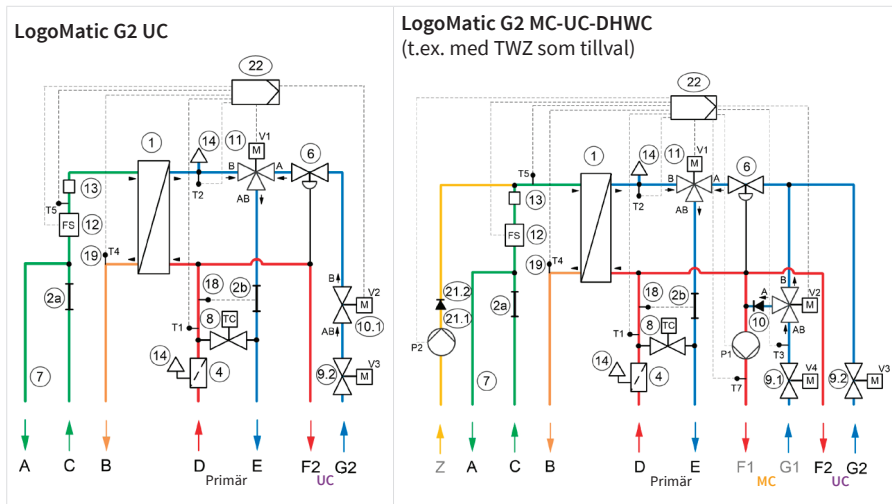 LogoMatic G2 UC
22
1
14
11
V1
M
6
B
A
13
T5
T2
AB
FS
12
19
T4
B
2a
18
2b
V2
M
10.1
8
TC
T1
AB
14
4
V3
7
9.2
M
A
C
B
D
E
F2
G2
Primär
UC
LogoMatic G2 MC-UC-DHWC
(t.ex. med TWZ som tillval)
22
1
14
11
V1
M
6
T5
B
A
13
T2
AB
FS
12
19
T4
B
21.2
2a
18
2b
A
V2
M
21.1
8
TC
10
AB
P2
T1
P1
T3
14
4
V4
V3
7
T7
9.1
M
9.2
M
Z
A
C
B
D
E
F1
G1
F2
G2
Primär
MC
UC